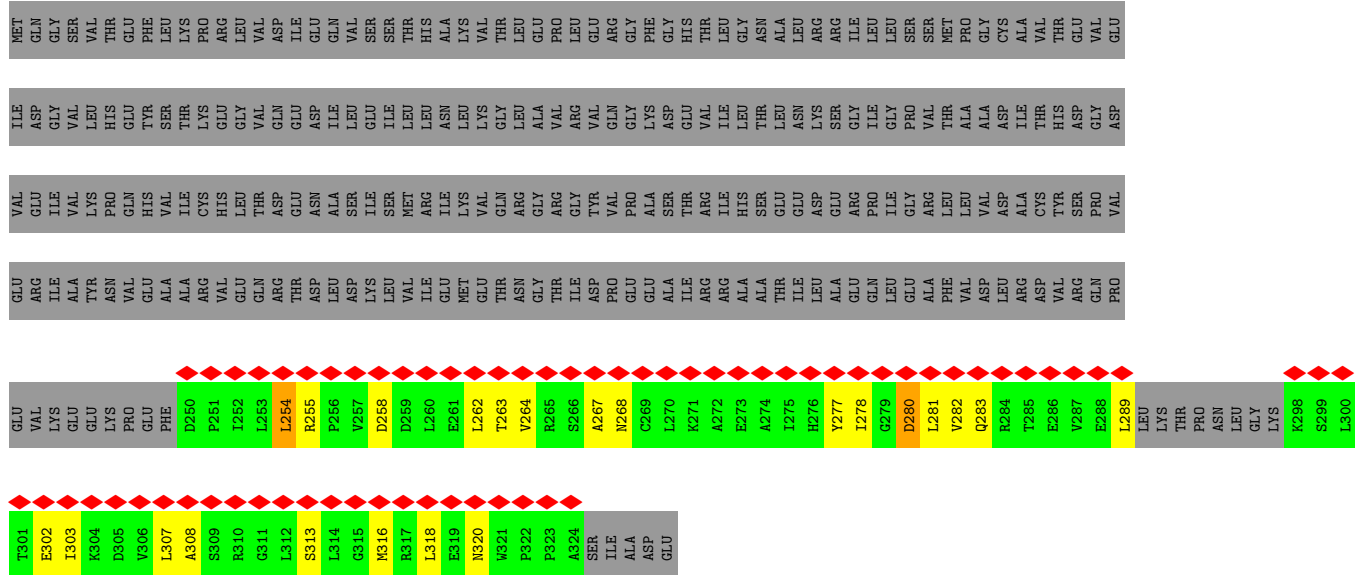 MET GLN GLY SER VAL THR GLU PHE LEU LYS PRO ARG LEU VAL ASP ILE GLU GLN VAL SER SER THR HIS ALA LYS VAL THR LEU GLU PRO LEU GLU ARG GLY PHE GLY HIS THR LEU GLY ASN ALA LEU ARG ARG ILE LEU LEU SER SER MET PRO GLY CYS ALA VAL THR GLU VAL GLU
ILE ASP GLY VAL LEU HIS GLU TYR SER THR LYS GLU GLY VAL GLN GLU ASP ILE LEU GLU ILE LEU LEU ASN LEU LYS GLY LEU ALA VAL ARG VAL GLN GLY LYS ASP GLU VAL ILE LEU THR LEU ASN LYS SER GLY ILE GLY PRO VAL THR ALA ALA ASP ILE THR HIS ASP GLY ASP
VAL GLU ILE VAL LYS PRO GLN HIS VAL ILE CYS HIS LEU THR ASP GLU ASN ALA SER ILE SER MET ARG ILE LYS VAL GLN ARG GLY ARG GLY TYR VAL PRO ALA SER THR ARG ILE HIS SER GLU GLU ASP GLU ARG PRO ILE GLY ARG LEU LEU VAL ASP ALA CYS TYR SER PRO VAL
GLU ARG ILE ALA TYR ASN VAL GLU ALA ALA ARG VAL GLU GLN ARG THR ASP LEU ASP LYS LEU VAL ILE GLU MET GLU THR ASN GLY THR ILE ASP PRO GLU GLU ALA ILE ARG ARG ALA ALA THR ILE LEU ALA GLU GLN LEU GLU ALA PHE VAL ASP LEU ARG ASP VAL ARG GLN PRO
GLU VAL LYS GLU GLU LYS PRO GLU PHE D250 P251 I252 L253 L254 R255 P256 V257 D258 D259 L260 E261 L262 T263 V264 R265 S266 A267 N268 C269 L270 K271 A272 E273 A274 I275 H276 Y277 I278 G279 D280 L281 V282 Q283 R284 T285 E286 V287 E288 L289 LEU LYS THR PRO ASN LEU GLY LYS K298 S299 L300
T301 E302 I303 K304 D305 V306 L307 A308 S309 R310 G311 L312 S313 L314 G315 M316 R317 L318 E319 N320 W321 P322 P323 A324 SER ILE ALA ASP GLU